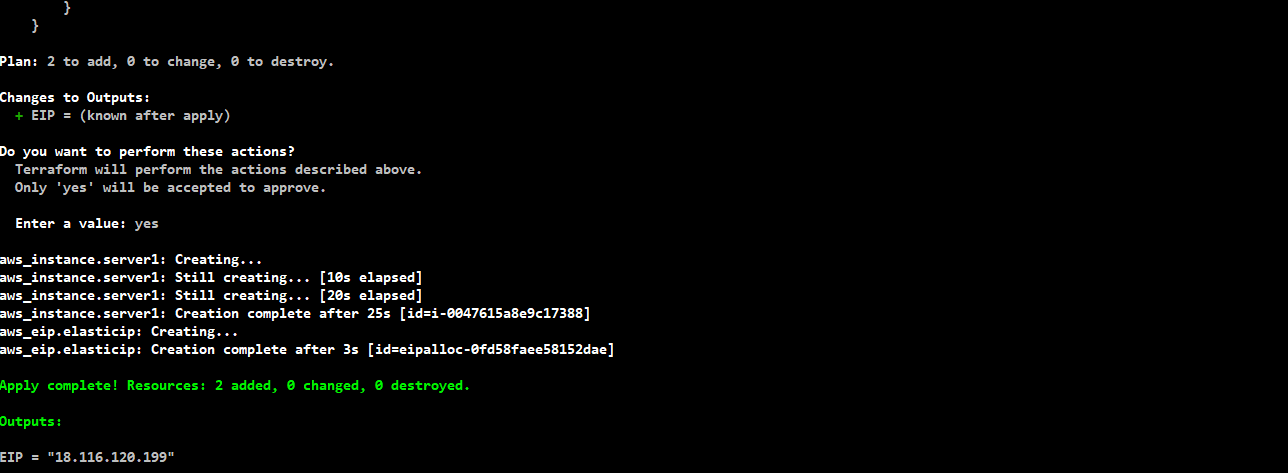 }
}
Plan: 2 to add, 0 to change, 0 to destroy.
Changes to Outputs:
+ EIP = (known after apply)
Do you want to perform these actions?
Terraform will perform the actions described above.
Only 'yes' will be accepted to approve.
Enter a value: yes
aws_instance.server1: Creating...
aws_instance.server1: Still creating... [10s elapsed]
aws_instance.server1: Still creating... [20s elapsed]
aws_instance.server1: Creation complete after 25s [id=i-0047615a8e9c17388]
aws_eip.elasticip: Creating...
aws_eip.elasticip: Creation complete after 3s [id=eipalloc-0fd58faee58152dae]
Apply complete! Resources: 2 added, 0 changed, 0 destroyed.
Outputs:
EIP = "18.116.120.199"